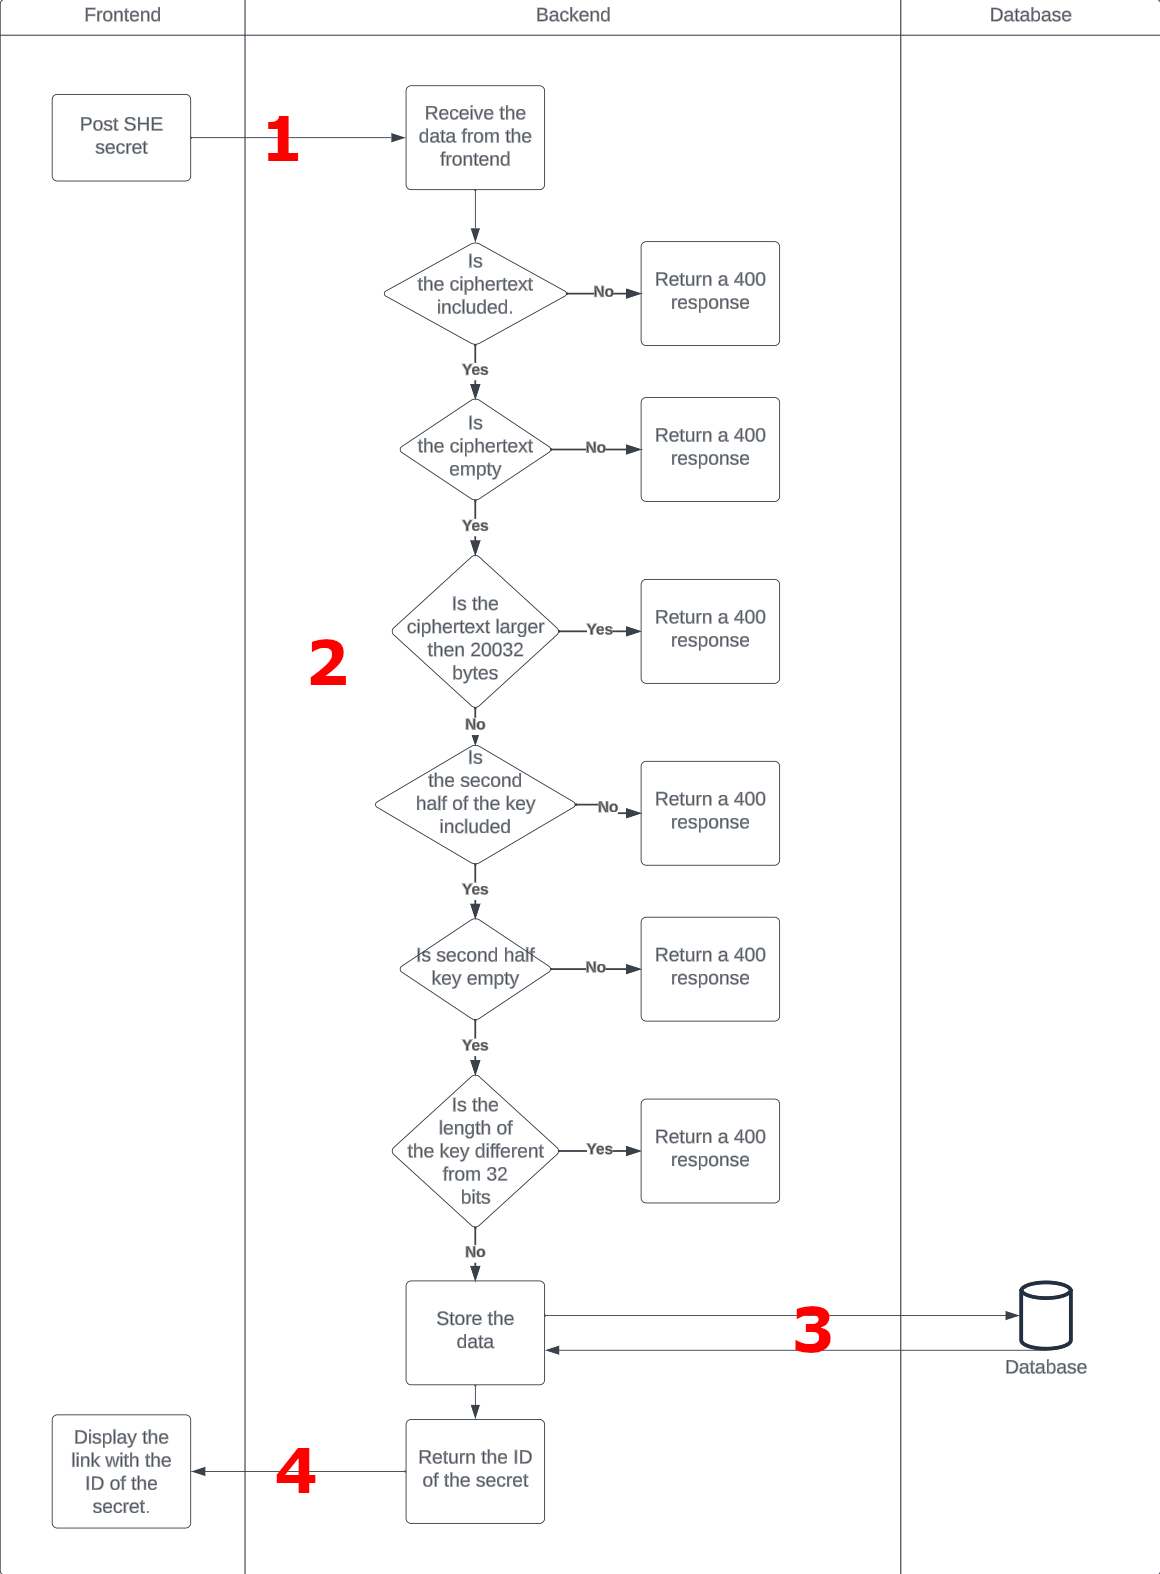 Frontend
Backend
Database
Post SHE
secret
1
Receive the
data from the
frontend
Is
the ciphertext
included.
No
Return a 400
response
Yes
Is
the ciphertext
empty
No
Return a 400
response
Yes
Is the
ciphertext larger
then 20032
bytes
Yes
Return a 400
response
2
No
Is
the second
half of the key
included
No
Return a 400
response
Yes
Is second half
key empty
No
Return a 400
response
Yes
Is the
length of
the key different
from 32
bits
Yes
Return a 400
response
No
Store the
data
3
Database
Return the ID
of the secret
4
Display the
link with the
ID of the
secret.